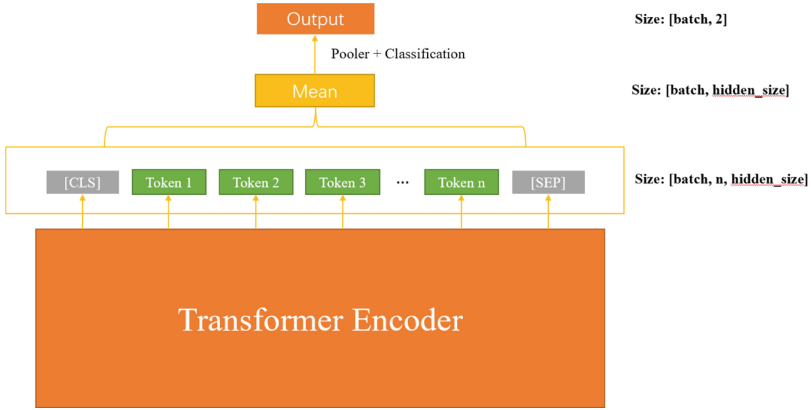 Output
Size: [batch, 2]
Pooler + Classification
Mean
Size: [batch, hidden_size]
[CLS] Token 1 Token 2 Token 3 ... Token n [SEP]
Size: [batch, n, hidden_size]
Transformer Encoder